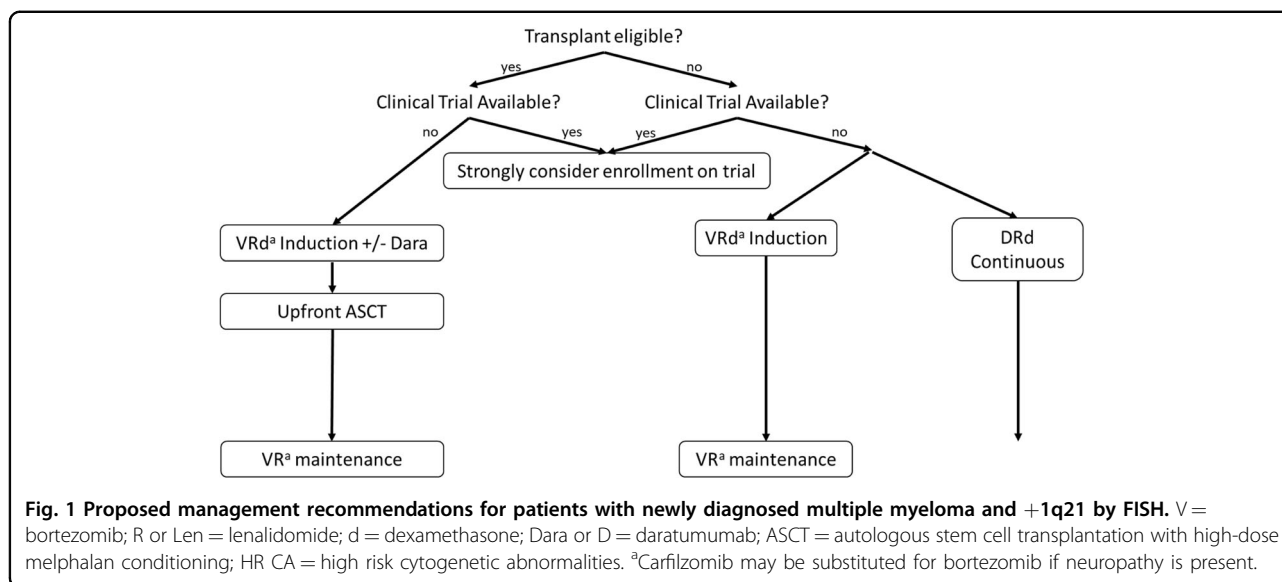 Transplant eligible?
yes no
Clinical Trial Available? Clinical Trial Available?
no yes yes no
Strongly consider enrollment on trial
VRdᵃ Induction +/- Dara VRdᵃ Induction DRd
Continuous
Upfront ASCT
VRᵃ maintenance VRᵃ maintenance
Fig. 1 Proposed management recommendations for patients with newly diagnosed multiple myeloma and +1q21 by FISH. V =
bortezomib; R or Len = lenalidomide; d = dexamethasone; Dara or D = daratumumab; ASCT = autologous stem cell transplantation with high-dose
melphalan conditioning; HR CA = high risk cytogenetic abnormalities. ᵃCarfilzomib may be substituted for bortezomib if neuropathy is present.